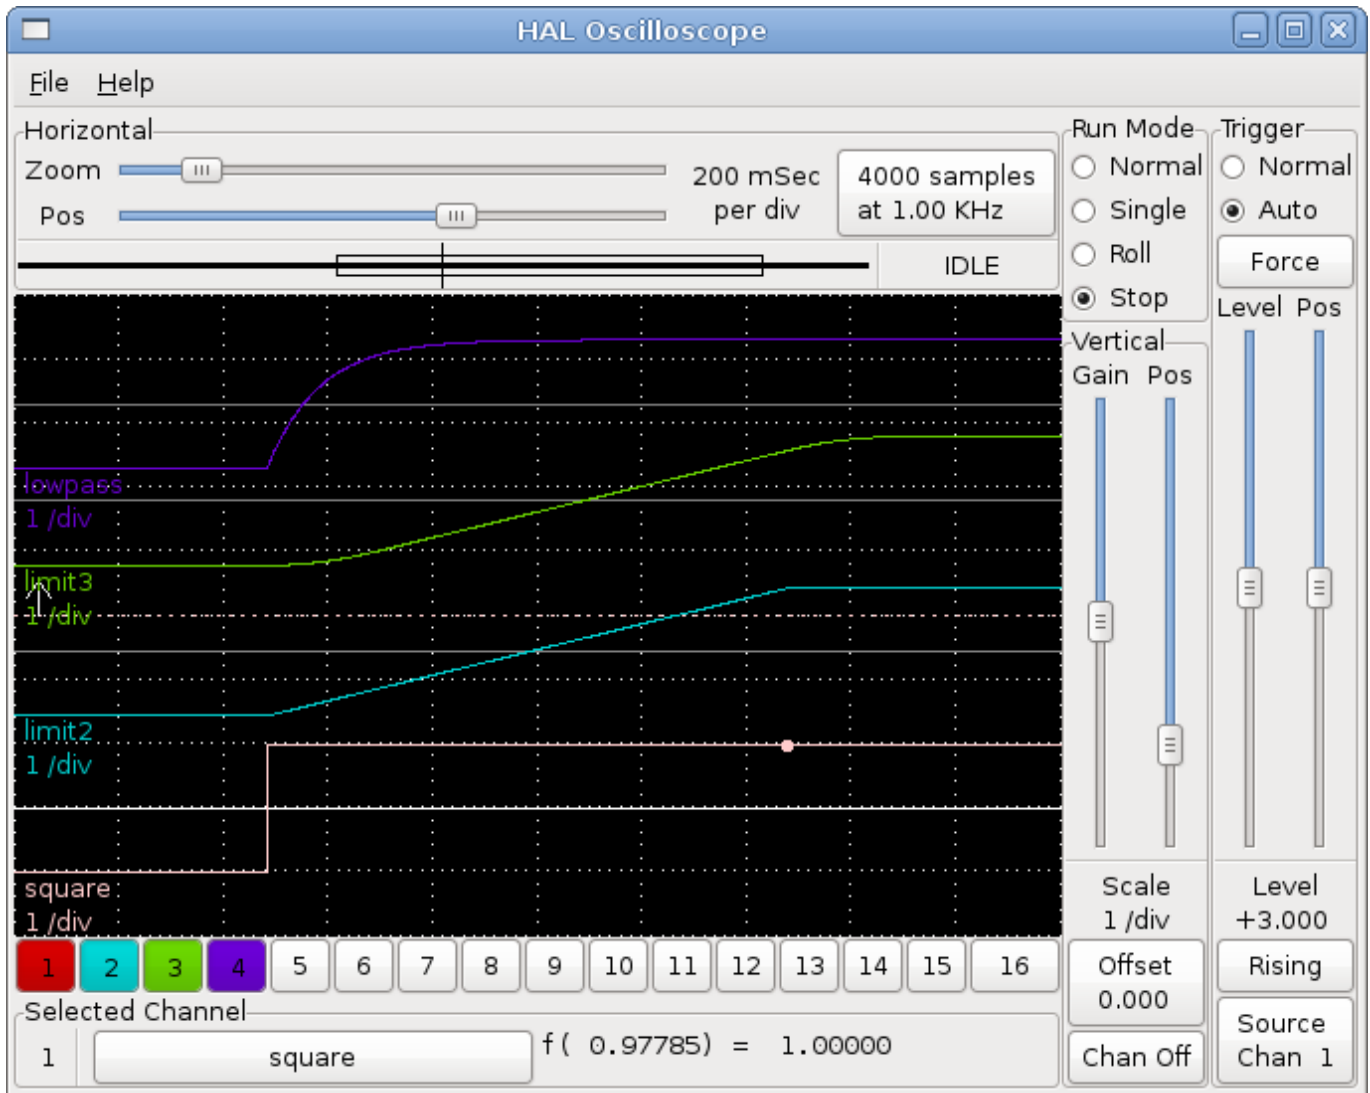 HAL Oscilloscope
File Help
Horizontal
Zoom
Pos
200 mSec
per div
4000 samples
at 1.00 KHz
IDLE
Run Mode
Normal
Single
Roll
Stop
Trigger
Normal
Auto
Force
Level Pos
Vertical
Gain Pos
lowpass
1 /div
limit3
1 /div
limit2
1 /div
square
1 /div
Scale
1 /div
Offset
0.000
Chan Off
Level
+3.000
Rising
Source
Chan 1
1 2 3 4 5 6 7 8 9 10 11 12 13 14 15 16
Selected Channel
1 square f( 0.97785) = 1.00000